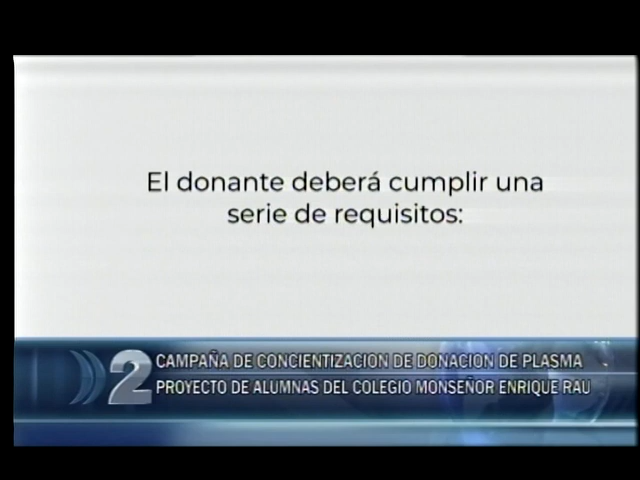 El donante deberá cumplir una
serie de requisitos:
2
CAMPAÑA DE CONCIENTIZACION DE DONACION DE PLASMA
PROYECTO DE ALUMNAS DEL COLEGIO MONSEÑOR ENRIQUE RAU